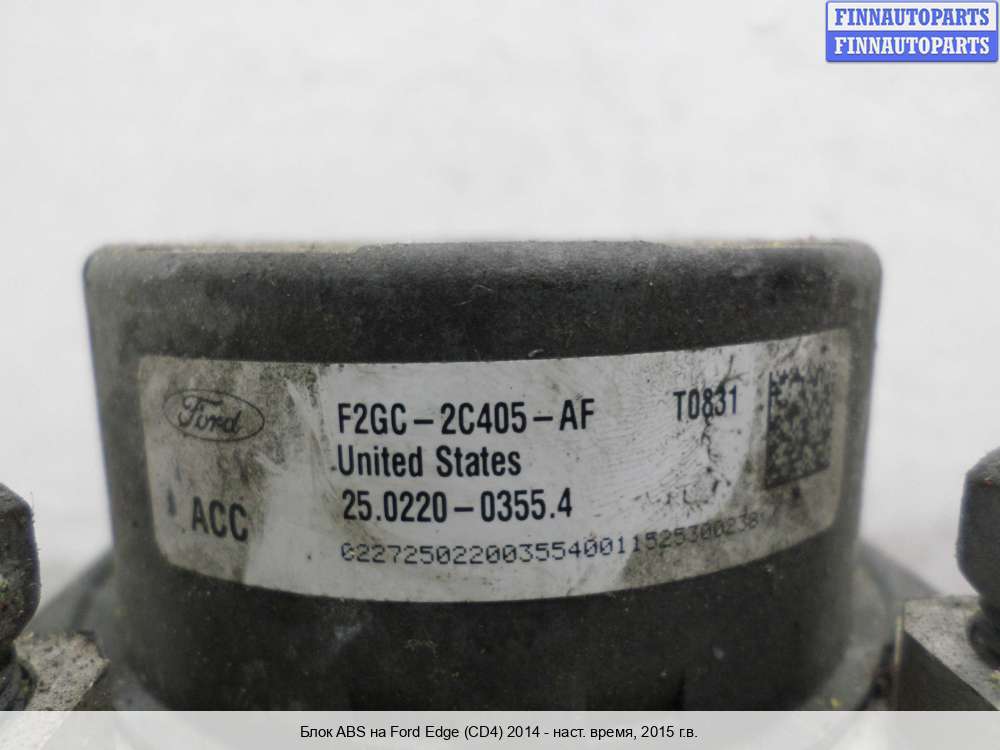 FINNAUTOPARTS
FINNAUTOPARTS
Ford
F2GC-2C405-AF
T0831
United States
25.0220-0355.4
ACC
Блок ABS на Ford Edge (CD4) 2014 - наст. время, 2015 г.в.